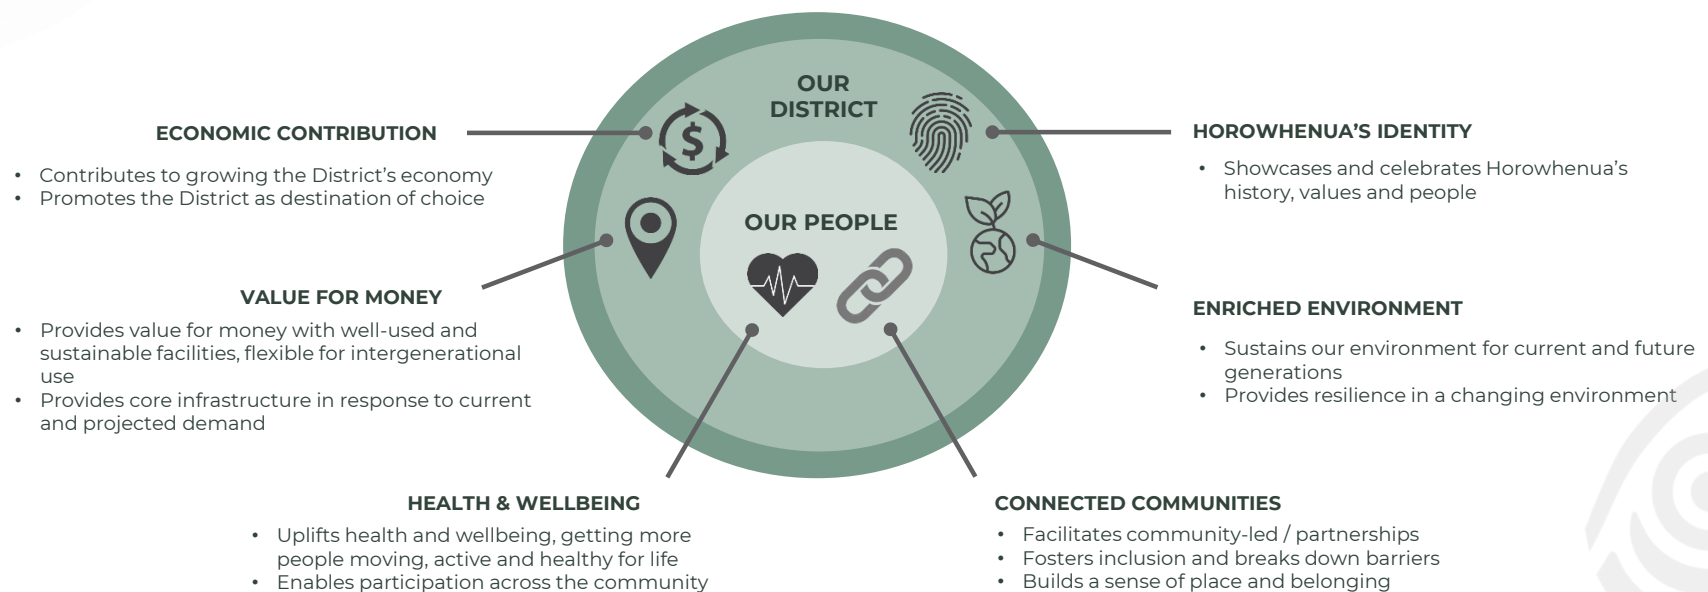 OUR
DISTRICT
OUR PEOPLE
ECONOMIC CONTRIBUTION
• Contributes to growing the District’s economy
• Promotes the District as destination of choice
VALUE FOR MONEY
• Provides value for money with well-used and
sustainable facilities, flexible for intergenerational
use
• Provides core infrastructure in response to current
and projected demand
HEALTH & WELLBEING
• Uplifts health and wellbeing, getting more
people moving, active and healthy for life
• Enables participation across the community
HOROWHENUA’S IDENTITY
• Showcases and celebrates Horowhenua’s
history, values and people
ENRICHED ENVIRONMENT
• Sustains our environment for current and future
generations
• Provides resilience in a changing environment
CONNECTED COMMUNITIES
• Facilitates community-led / partnerships
• Fosters inclusion and breaks down barriers
• Builds a sense of place and belonging
$